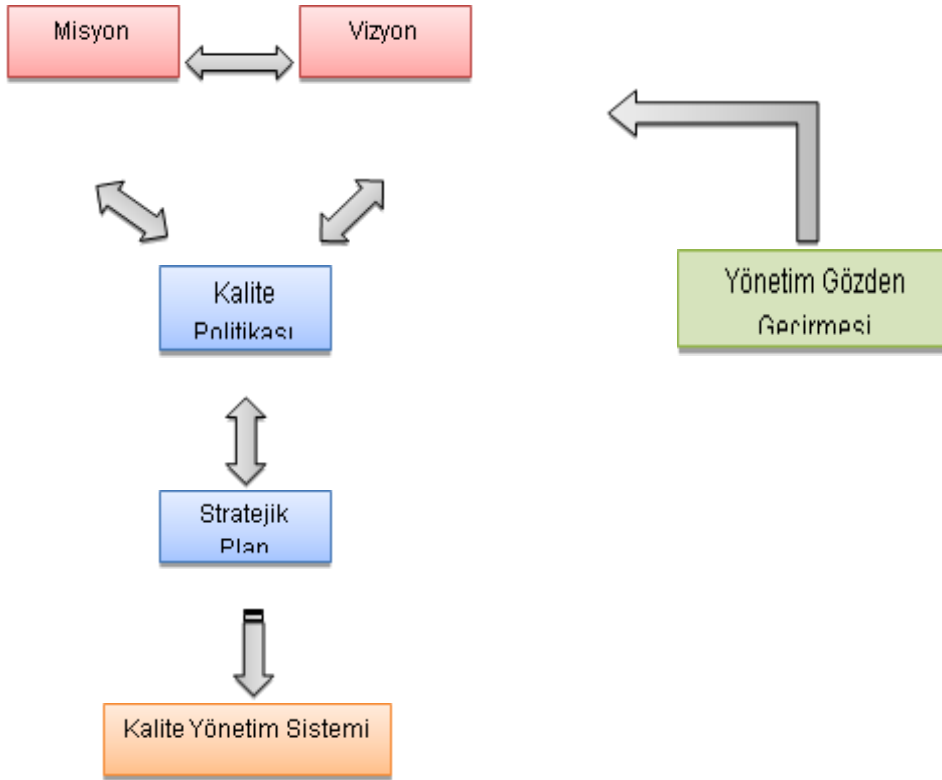 Misyon
Vizyon
Kalite
Politikası
Yönetim Gözden
Geçirmesi
Stratejik
Plan
Kalite Yönetim Sistemi